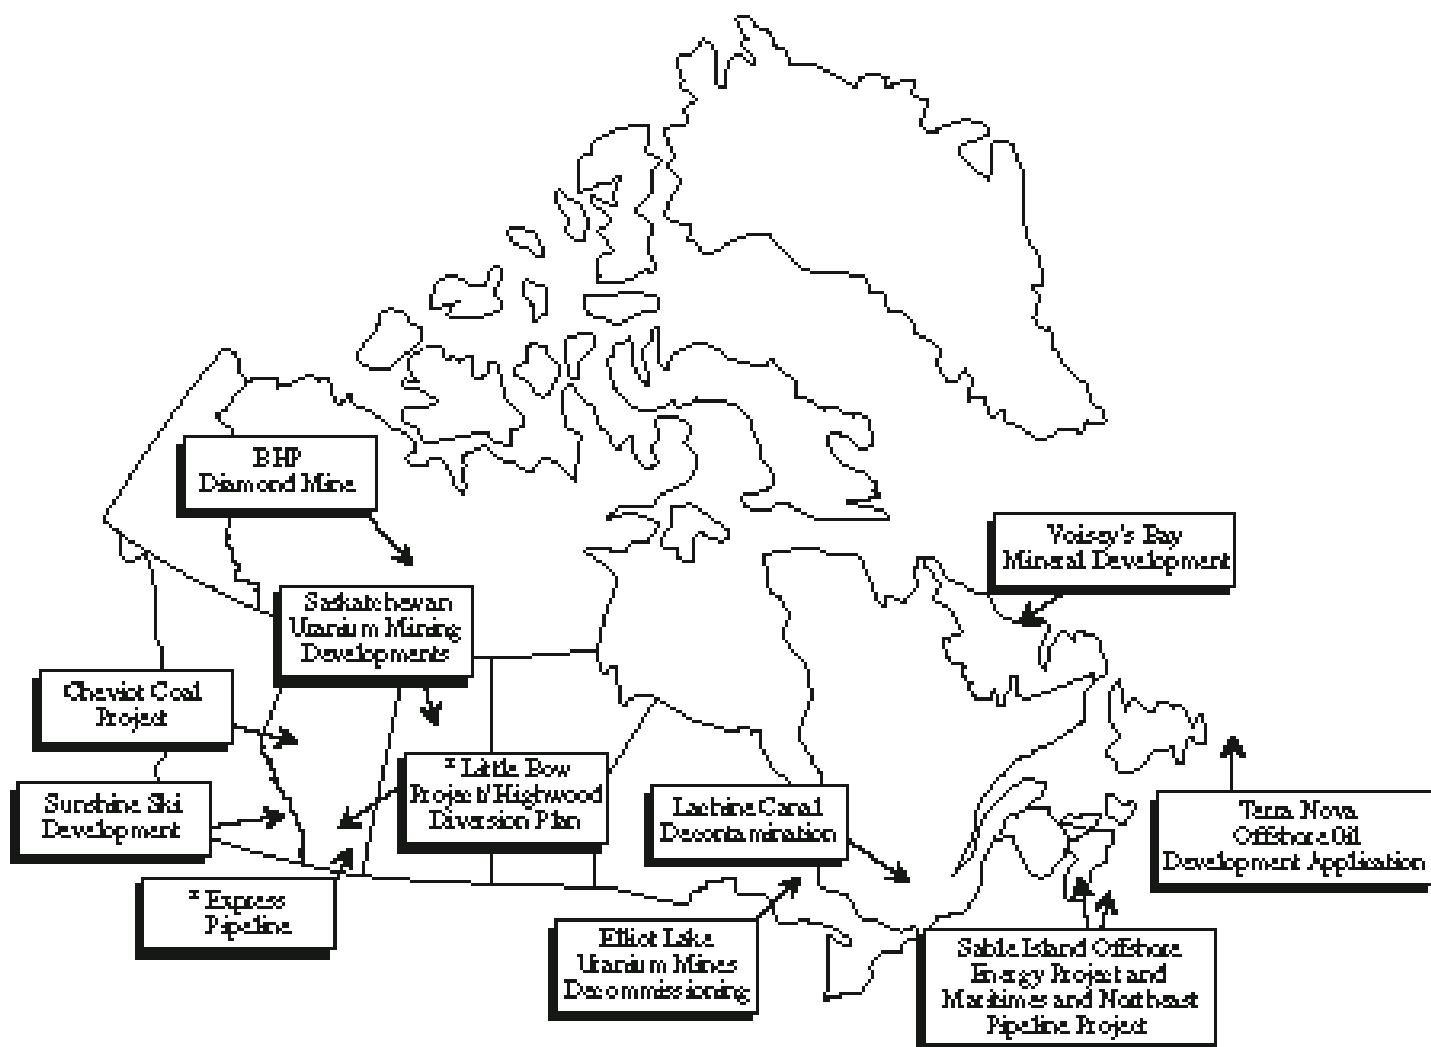 BHP
Diamond Mine
Voisey's Bay
Mineral Development
Saskatchewan
Uranium Mining
Developments
Cheviot Coal
Project
* Little Bow
Project/Highwood
Diversion Plan
Sunshine Ski
Development
Lachine Canal
Decontamination
Terra Nova
Offshore Oil
Development Application
* Express
Pipeline
Elliot Lake
Uranium Mines
Decommissioning
Sable Island Offshore
Energy Project and
Maritimes and Northeast
Pipeline Project